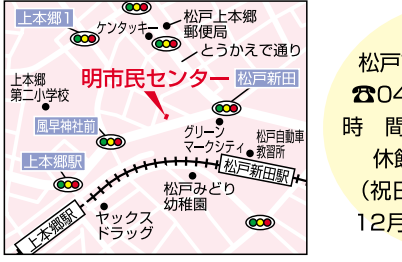 上本郷1
ケンタッキー
松戸上本郷
郵便局
とうかえで通り
明市民センター
松戸新田
上本郷
第二小学校
風早神社前
グリーン
マークシティ
松戸自動車
教習所
上本郷駅
松戸新田駅
松戸みどり
幼稚園
上本郷駅
ヤックス
ドラッグ
松戸
☎04
時 間
休館
(祝日
12月